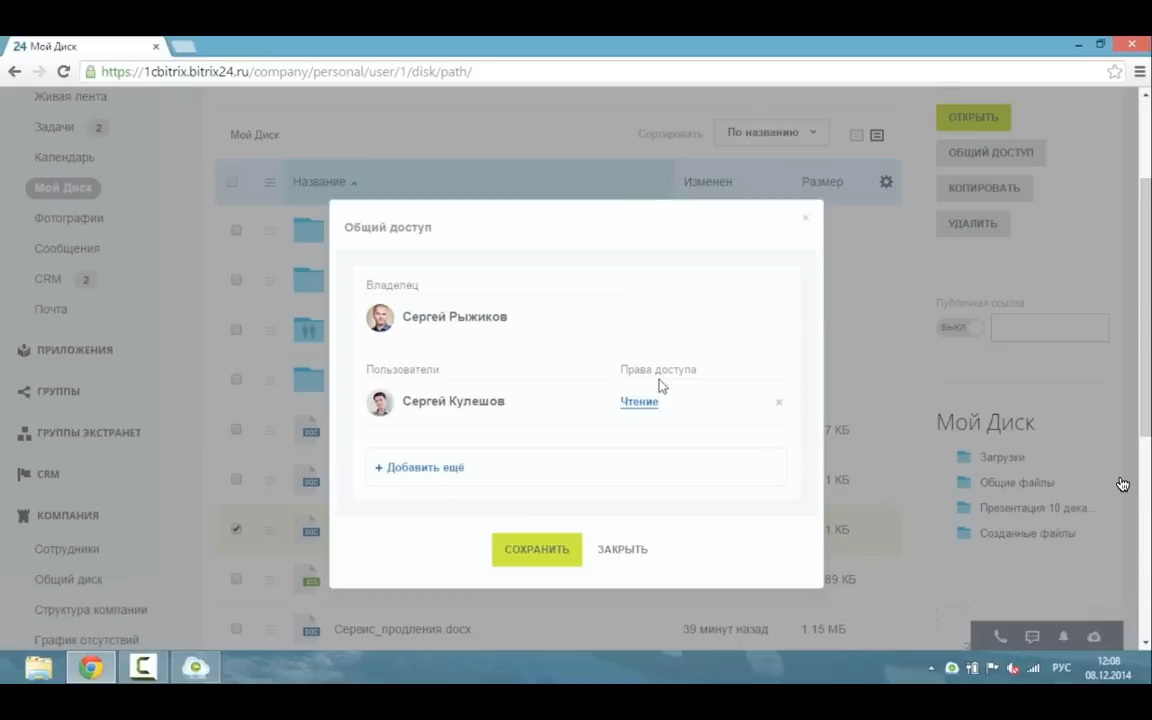 24 Мой Диск
https://1cbitrix.bitrix24.ru/company/personal/user/1/disk/path/
Живая лента
Задачи 2
Календарь
Мой Диск
Фотографии
Сообщения
CRM 2
Почта
ПРИЛОЖЕНИЯ
ГРУППЫ
ГРУППЫ ЭКСТРАНЕТ
CRM
КОМПАНИЯ
Сотрудники
Общий диск
Структура компании
График отсутствий
Мой Диск
Сортировать По названию
Название Изменен Размер
Общий доступ
Владелец
Сергей Рыжиков
Пользователи Права доступа
Сергей Кулешов Чтение
+ Добавить ещё
СОХРАНИТЬ ЗАКРЫТЬ
7 КБ
1 КБ
1 КБ
89 КБ
DOC
DOC
DOC
XLS
DOC Сервис_продления docx 39 минут назад 1.15 МБ
ОТКРЫТЬ
ОБЩИЙ ДОСТУП
КОПИРОВАТЬ
УДАЛИТЬ
Публичная ссылка
ВЫКЛ
Мой Диск
Загрузки
Общие файлы
Презентация 10 дека...
Созданные файлы
РУС
12:08
08.12.2014